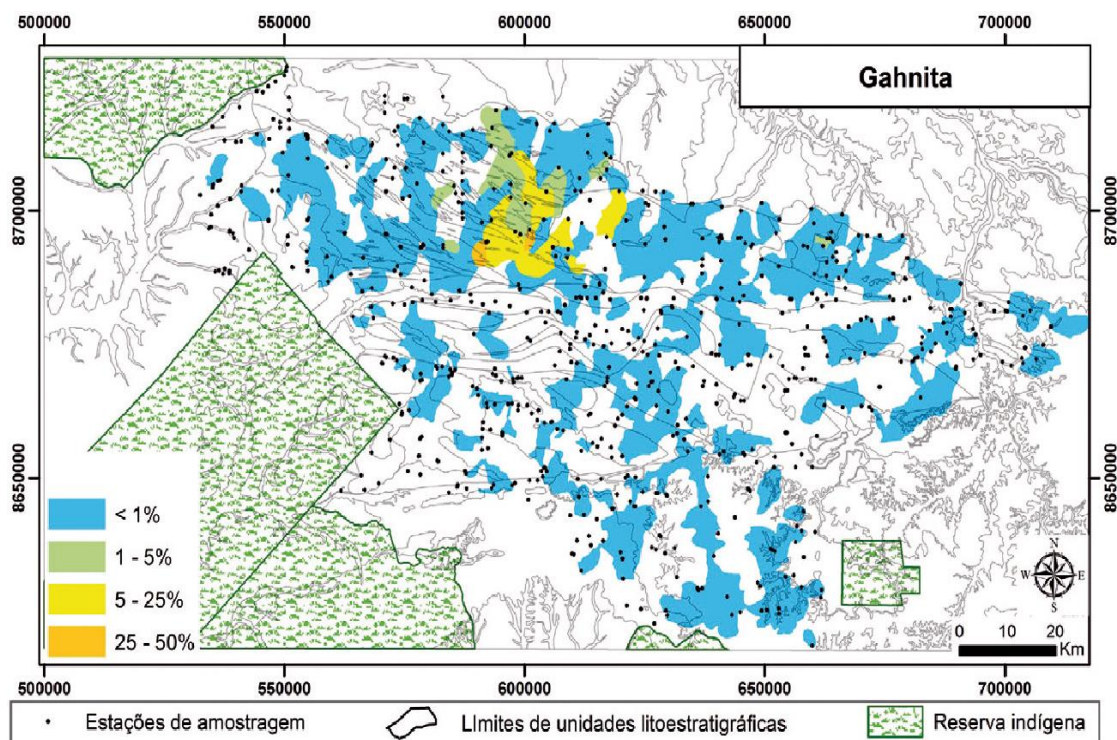 500000 550000 600000 650000 700000
Gahnita
8700000 8700000
8650000 8650000
< 1%
1 - 5%
5 - 25%
25 - 50%
N
W E
S
0 10 20
Km
500000 550000 600000 650000 700000
Estações de amostragem Límites de unidades litoestratigráficas Reserva indígena